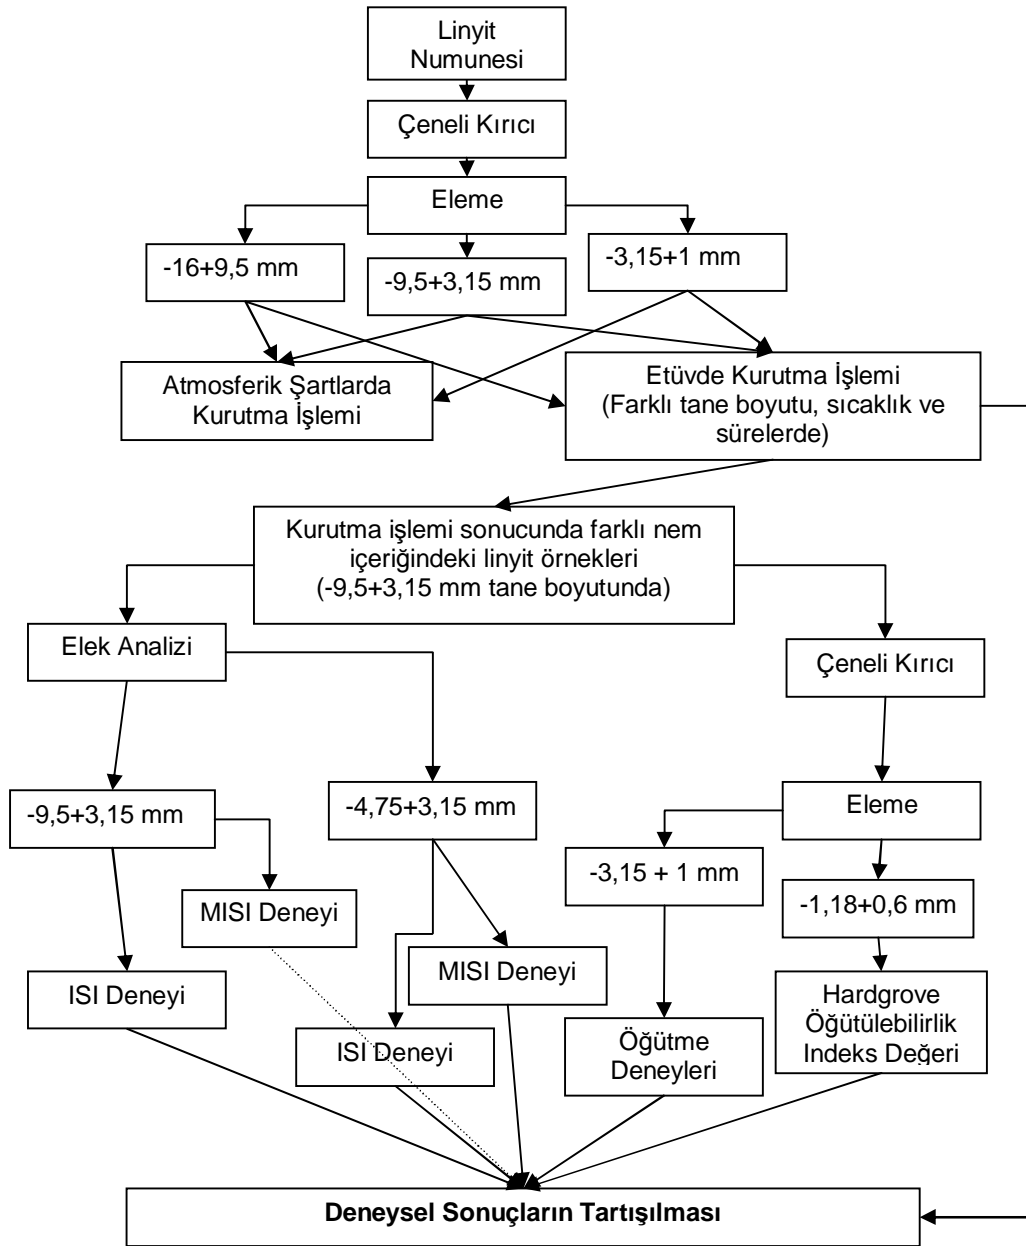 Linyit
Numunesi
Çeneli Kırıcı
Eleme
-16+9,5 mm
-9,5+3,15 mm
-3,15+1 mm
Atmosferik Şartlarda
Kurutma İşlemi
Etüvde Kurutma İşlemi
(Farklı tane boyutu, sıcaklık ve
sürelerde)
Kurutma işlemi sonucunda farklı nem
içeriğindeki linyit örnekleri
(-9,5+3,15 mm tane boyutunda)
Elek Analizi
Çeneli Kırıcı
-9,5+3,15 mm
-4,75+3,15 mm
Eleme
-3,15 + 1 mm
-1,18+0,6 mm
MISI Deneyi
MISI Deneyi
ISI Deneyi
ISI Deneyi
Öğütme
Deneyleri
Hardgrove
Öğütülebilirlik
Indeks Değeri
Deneysel Sonuçların Tartışılması